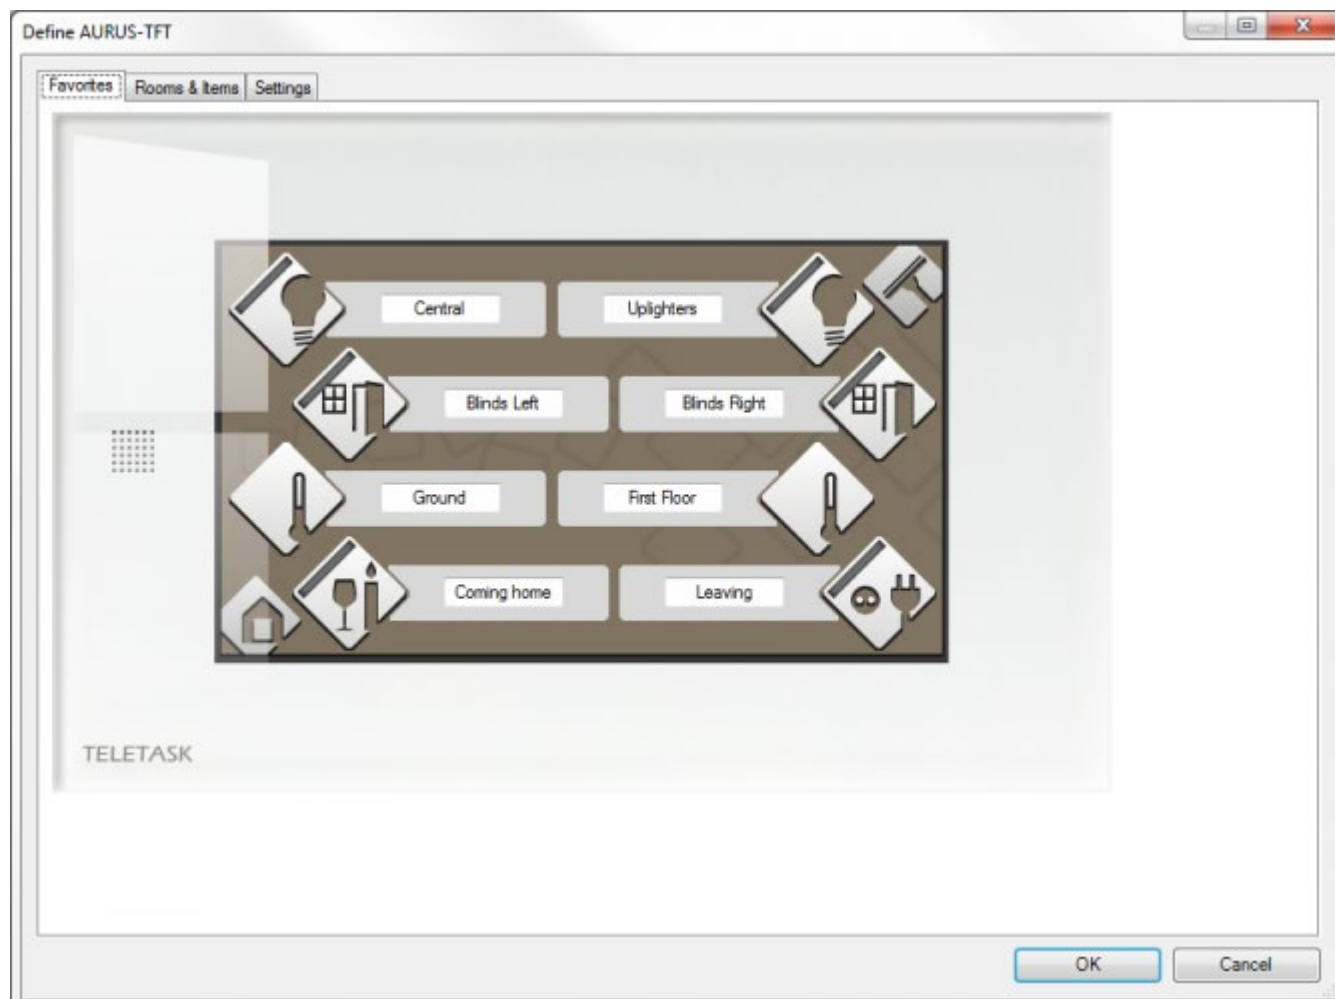 Define AURUS-TFT
Favorites Rooms & Items Settings
Central Uplighters
Blinds Left Blinds Right
Ground First Floor
Coming home Leaving
TELETASK
OK Cancel